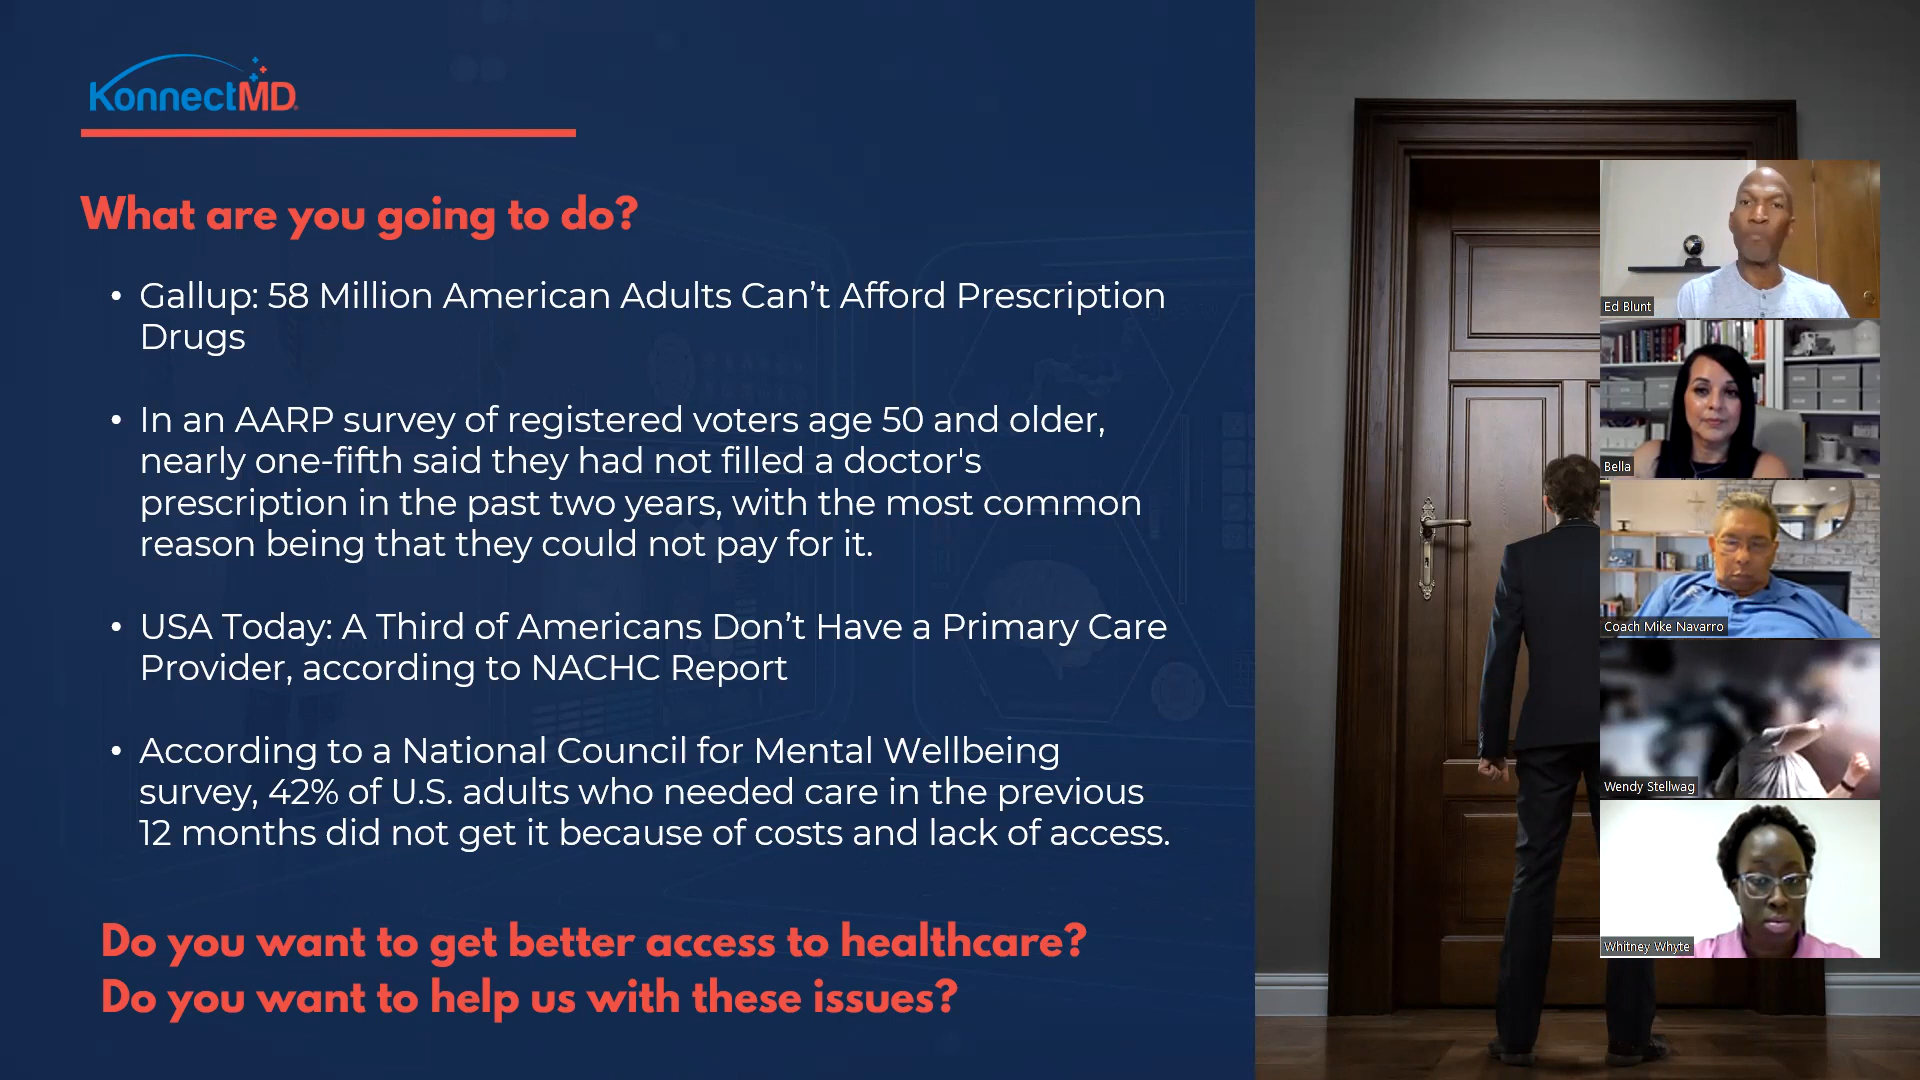 KonnectMD
What are you going to do?
• Gallup: 58 Million American Adults Can’t Afford Prescription
Drugs
• In an AARP survey of registered voters age 50 and older,
nearly one-fifth said they had not filled a doctor's
prescription in the past two years, with the most common
reason being that they could not pay for it.
• USA Today: A Third of Americans Don’t Have a Primary Care
Provider, according to NACHC Report
• According to a National Council for Mental Wellbeing
survey, 42% of U.S. adults who needed care in the previous
12 months did not get it because of costs and lack of access.
Do you want to get better access to healthcare?
Do you want to help us with these issues?
Ed Blunt
Bella
Coach Mike Navarro
Wendy Stellwag
Whitney Whyte